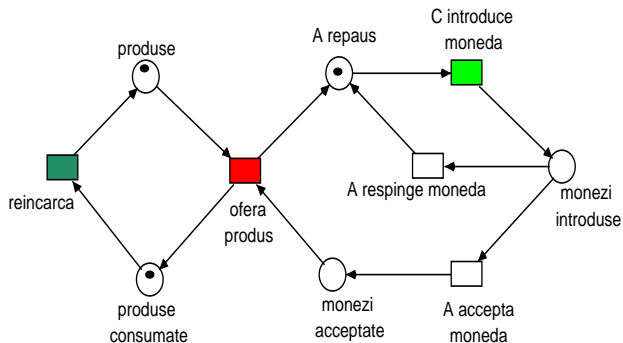 produse
A repaus
C introduce
moneda
reincarca
ofera
produs
A respinge moneda
monezi
introduse
produse
consumate
monezi
acceptate
A accepta
moneda